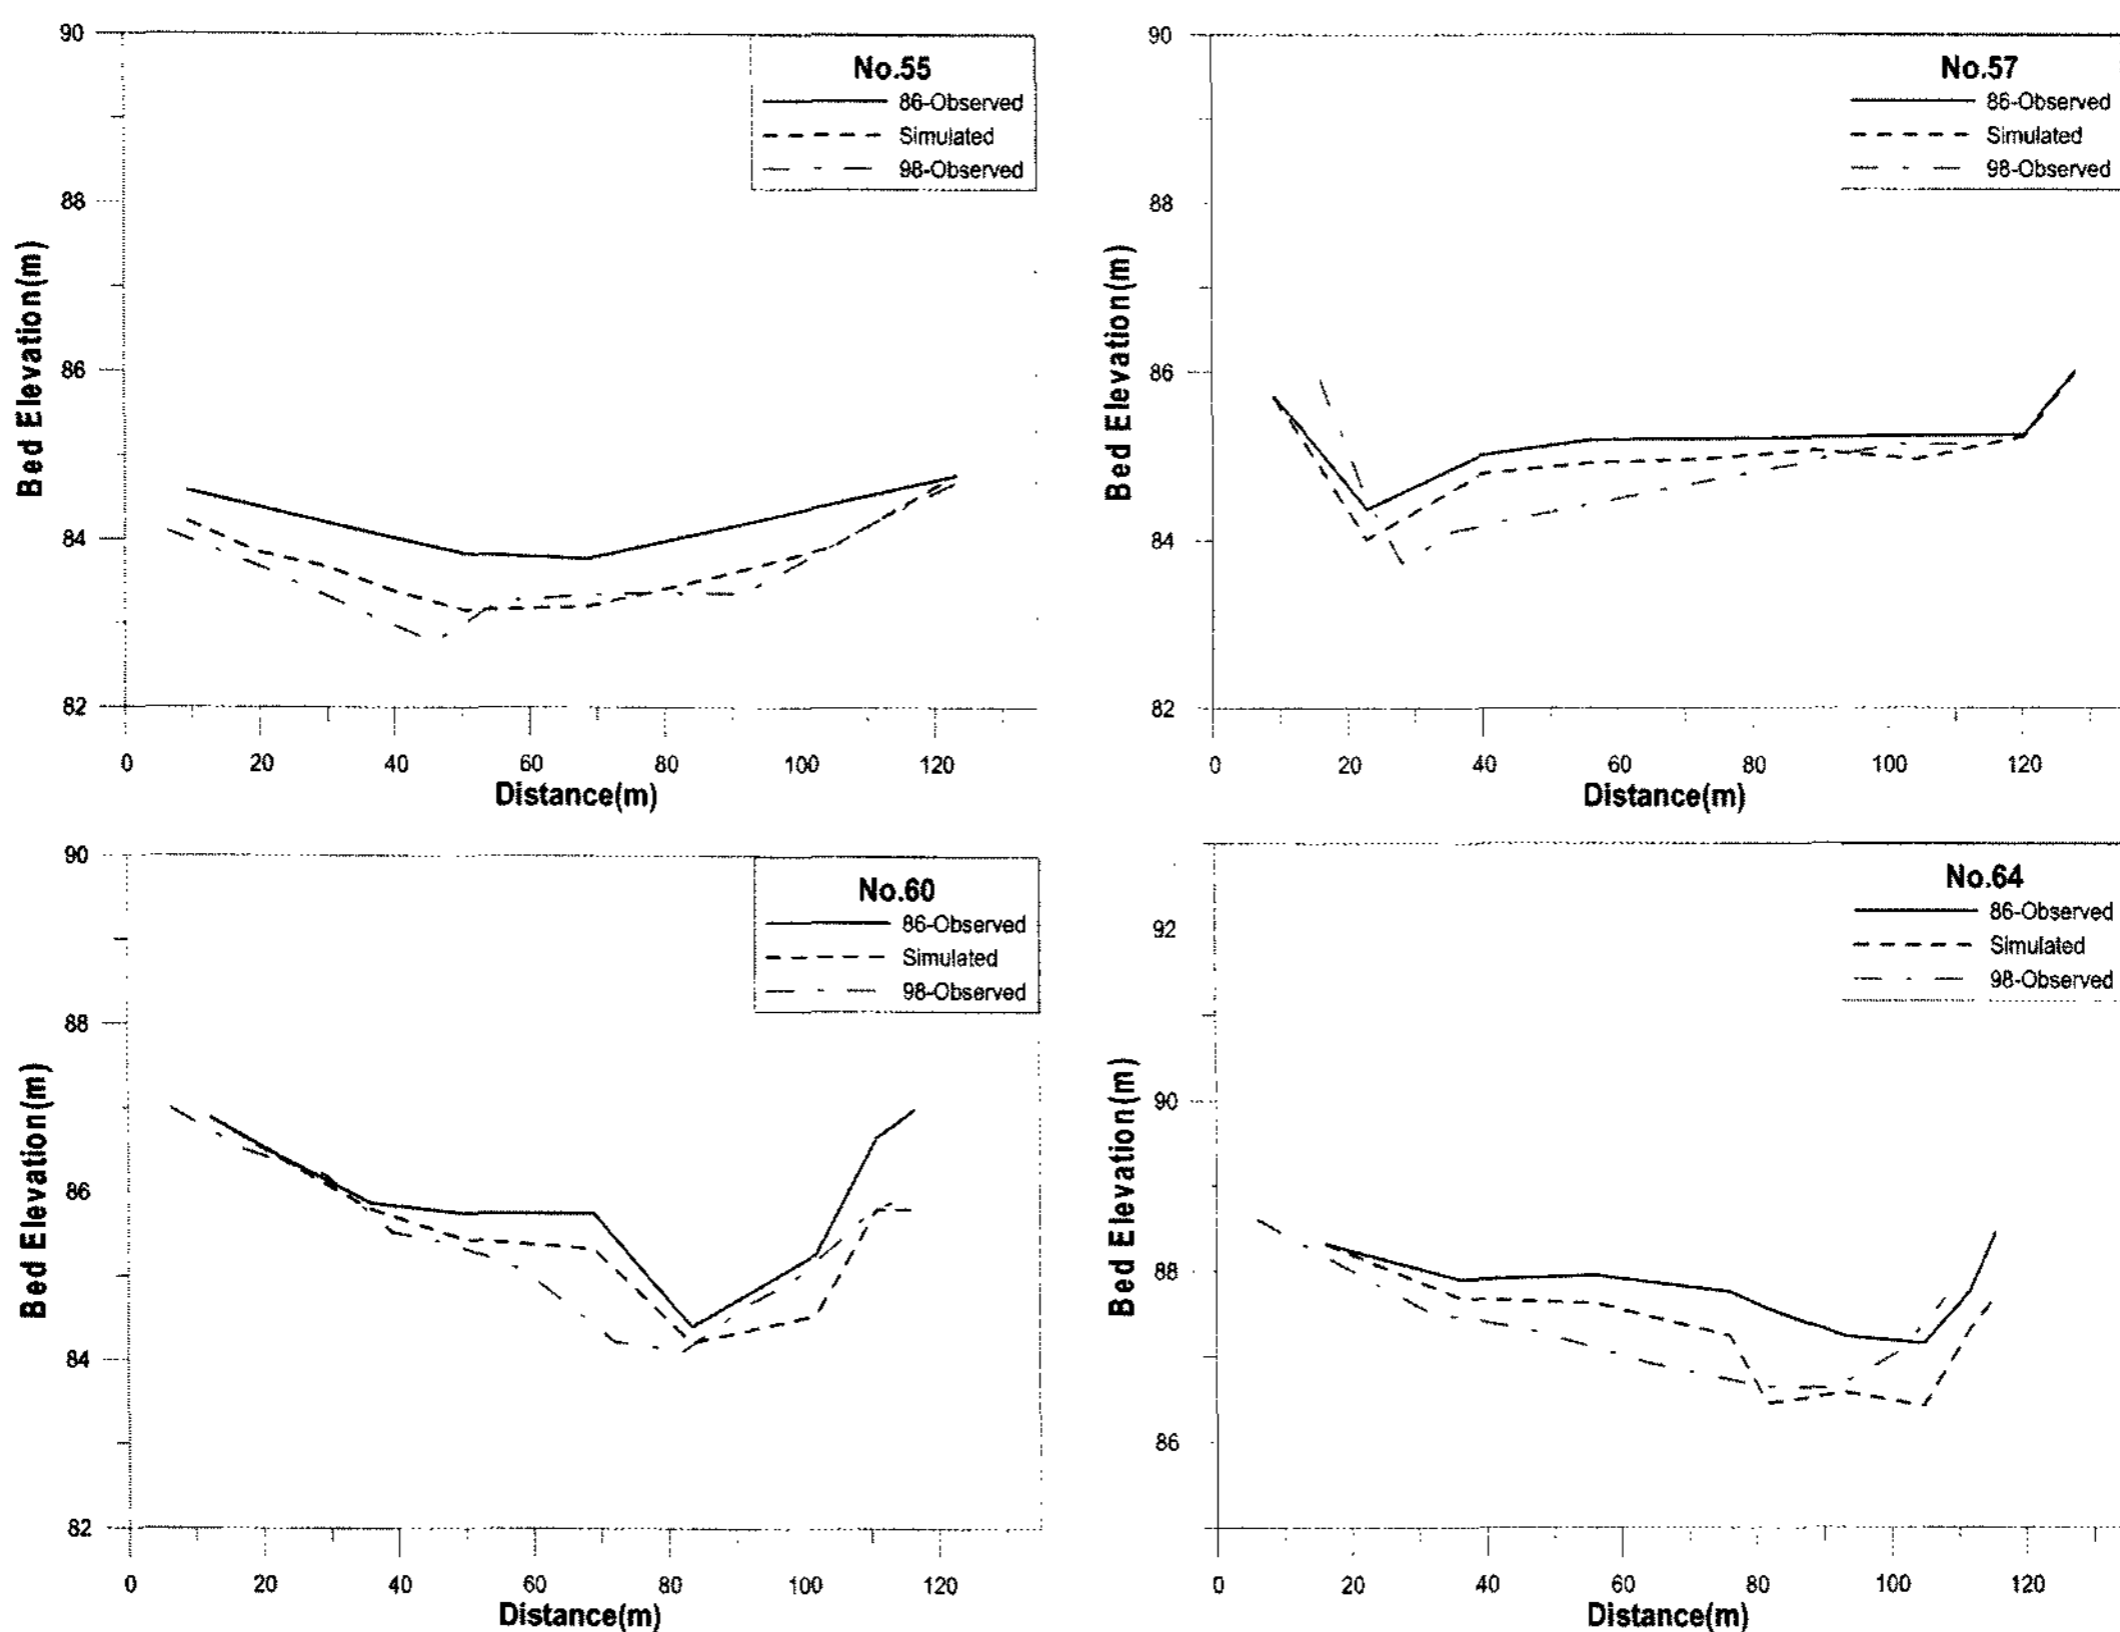 No.55
86-Observed
Simulated
98-Observed
90
88
86
84
82
Bed Elevation(m)
0 20 40 60 80 100 120
Distance(m)
No.57
86-Observed
Simulated
98-Observed
90
88
86
84
82
Bed Elevation(m)
0 20 40 60 80 100 120
Distance(m)
No.60
86-Observed
Simulated
98-Observed
90
88
86
84
82
Bed Elevation(m)
0 20 40 60 80 100 120
Distance(m)
No.64
86-Observed
Simulated
98-Observed
92
90
88
86
Bed Elevation(m)
0 20 40 60 80 100 120
Distance(m)